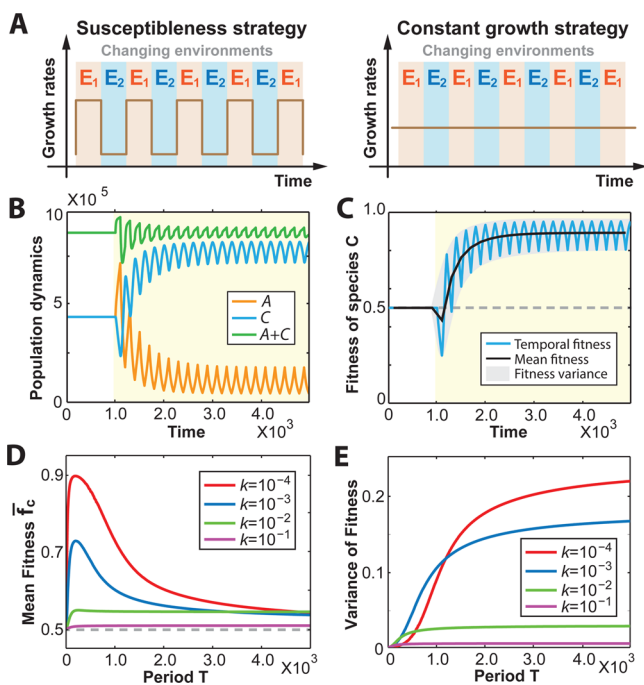 A
Susceptibleness strategy
Changing environments
Growth rates
E1 E2 E1 E2 E1 E2 E1 E2 E1
Time
Constant growth strategy
Changing environments
Growth rates
E1 E2 E1 E2 E1 E2 E1 E2 E1
Time
B
X10^5
Population dynamics
10
5
0
A
C
A+C
0 1.0 2.0 3.0 4.0
Time
X10^3
C
Fitness of species C
1.0
0.5
0
Temporal fitness
Mean fitness
Fitness variance
0 1.0 2.0 3.0 4.0
Time
X10^3
D
Mean Fitness f̄c
0.9
0.7
0.5
k=10^-4
k=10^-3
k=10^-2
k=10^-1
0 1.0 2.0 3.0 4.0
Period T
X10^3
E
Variance of Fitness
0.2
0.1
0
k=10^-4
k=10^-3
k=10^-2
k=10^-1
0 1.0 2.0 3.0 4.0
Period T
X10^3